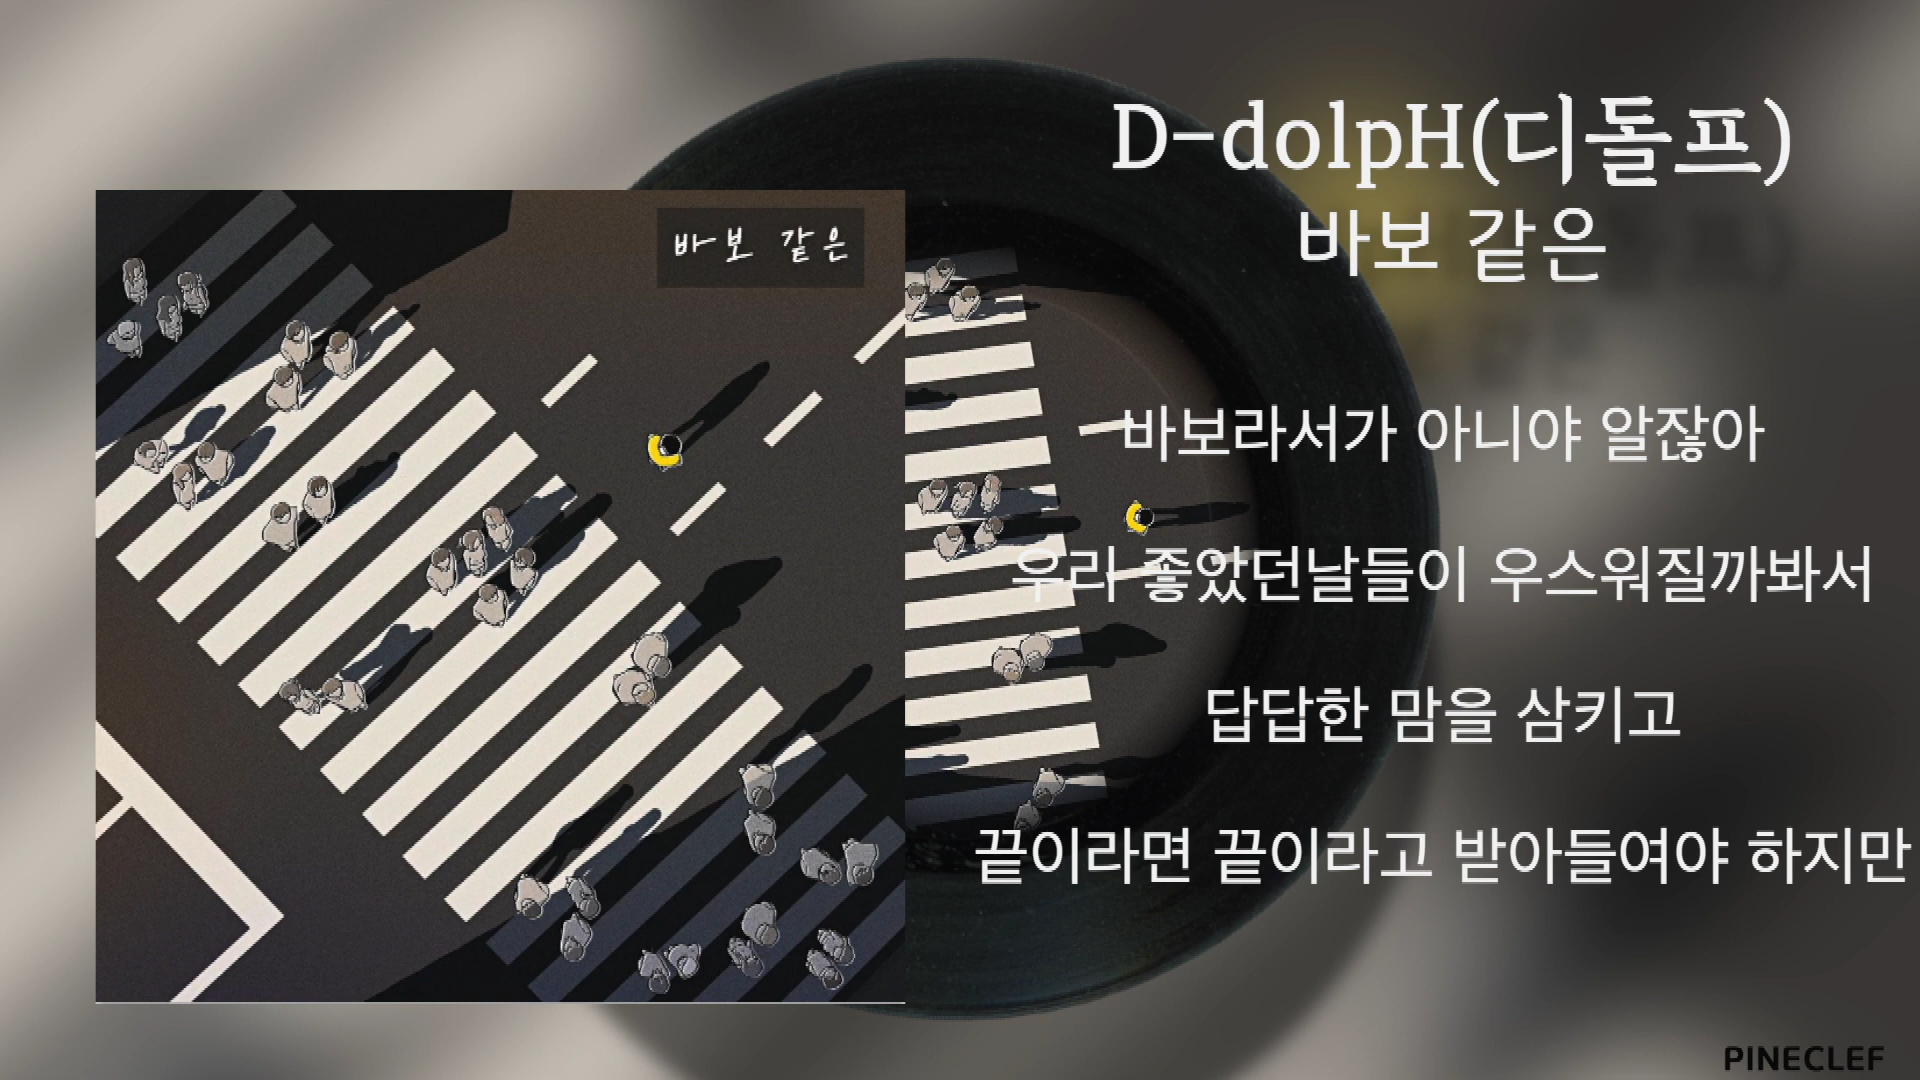 D-dolpH(디돌프)
바보 같은
바보 같은
바보라서가 아니야 알잖아
우리 좋았던날들이 우스워질까봐서
답답한 맘을 삼키고
끝이라면 끝이라고 받아들여야 하지만
PINECLEF